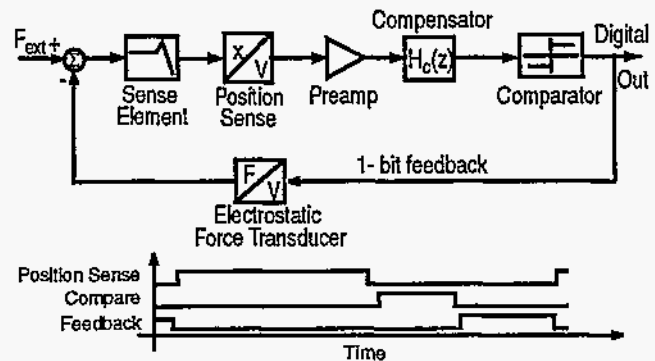 Compensator
F_ext +
Σ
-
x/V
H_c(z)
Digital
Out
Sense
Element
Position
Sense
Preamp
Comparator
1- bit feedback
F/V
Electrostatic
Force Transducer
Position Sense
Compare
Feedback
Time